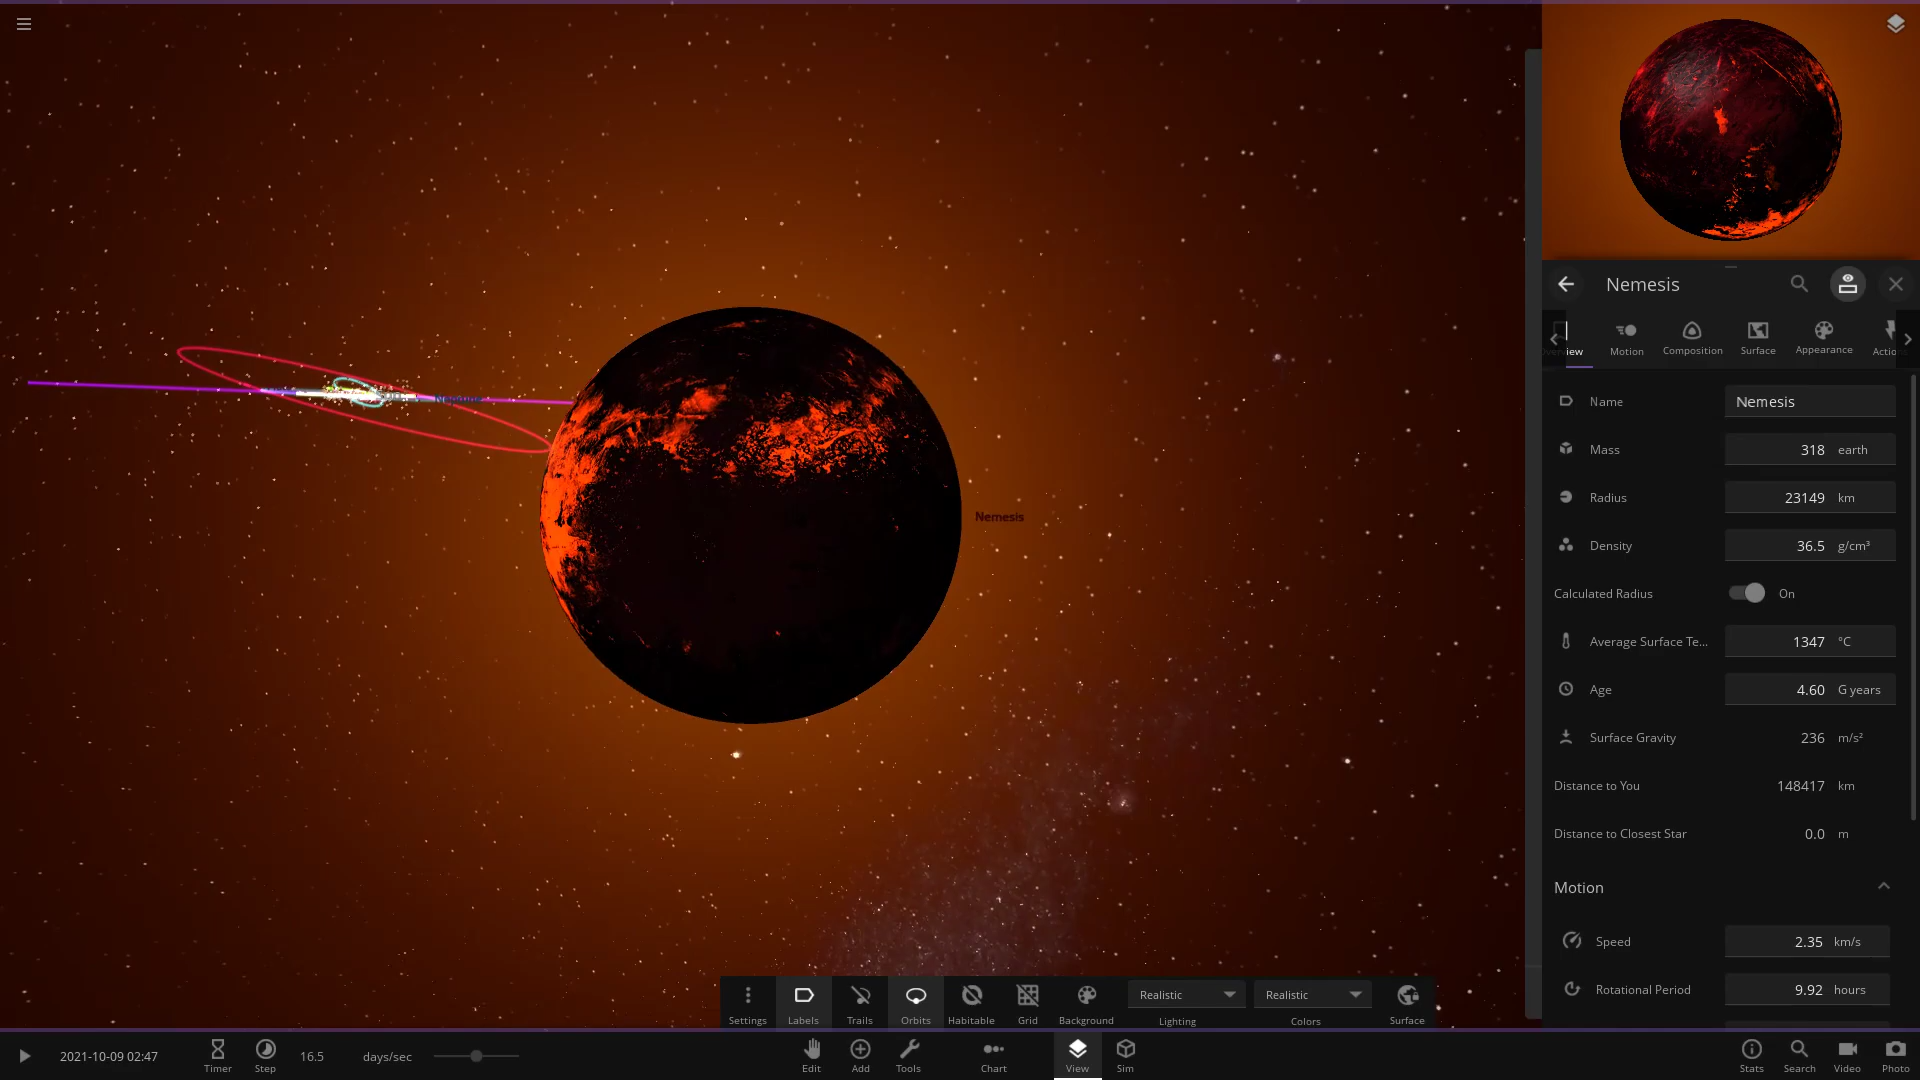 Nemesis
Overview
Motion
Composition
Surface
Appearance
Actio
Name
Nemesis
Mass
318 earth
Radius
23149 km
Density
36.5 g/cm³
Calculated Radius
On
Average Surface Te...
1347 °C
Age
4.60 G years
Surface Gravity
236 m/s²
Distance to You
148417 km
Distance to Closest Star
0.0 m
Motion
Speed
2.35 km/s
Rotational Period
9.92 hours
Neptune
Nemesis
Settings
Labels
Trails
Orbits
Habitable
Grid
Background
Realistic
Lighting
Realistic
Colors
Surface
2021-10-09 02:47
Timer
Step
16.5 days/sec
Edit
Add
Tools
Chart
View
Sim
Stats
Search
Video
Photo